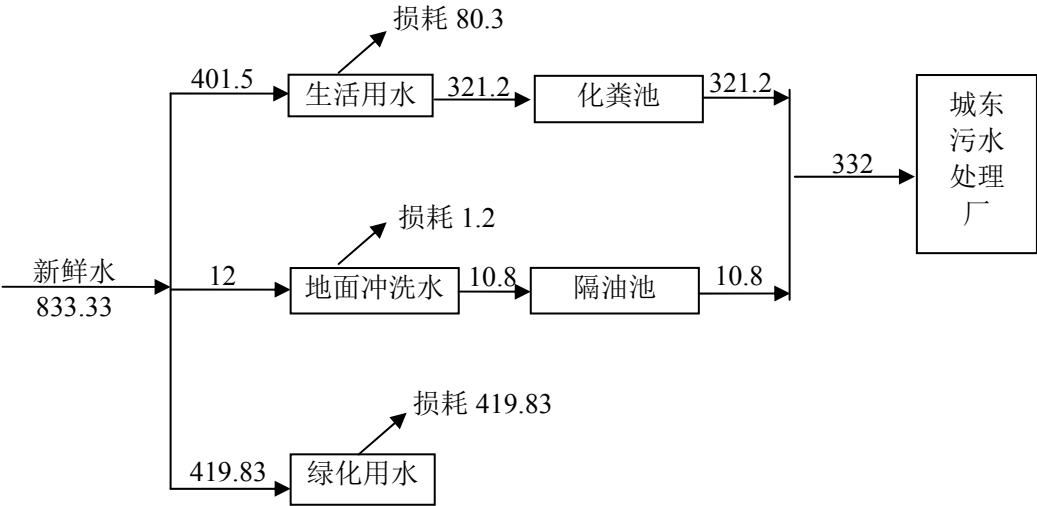 损耗 80.3
401.5
生活用水
321.2
化粪池
321.2
城东
污水
处理
厂
332
损耗 1.2
新鲜水
833.33
12
地面冲洗水
10.8
隔油池
10.8
损耗 419.83
419.83
绿化用水